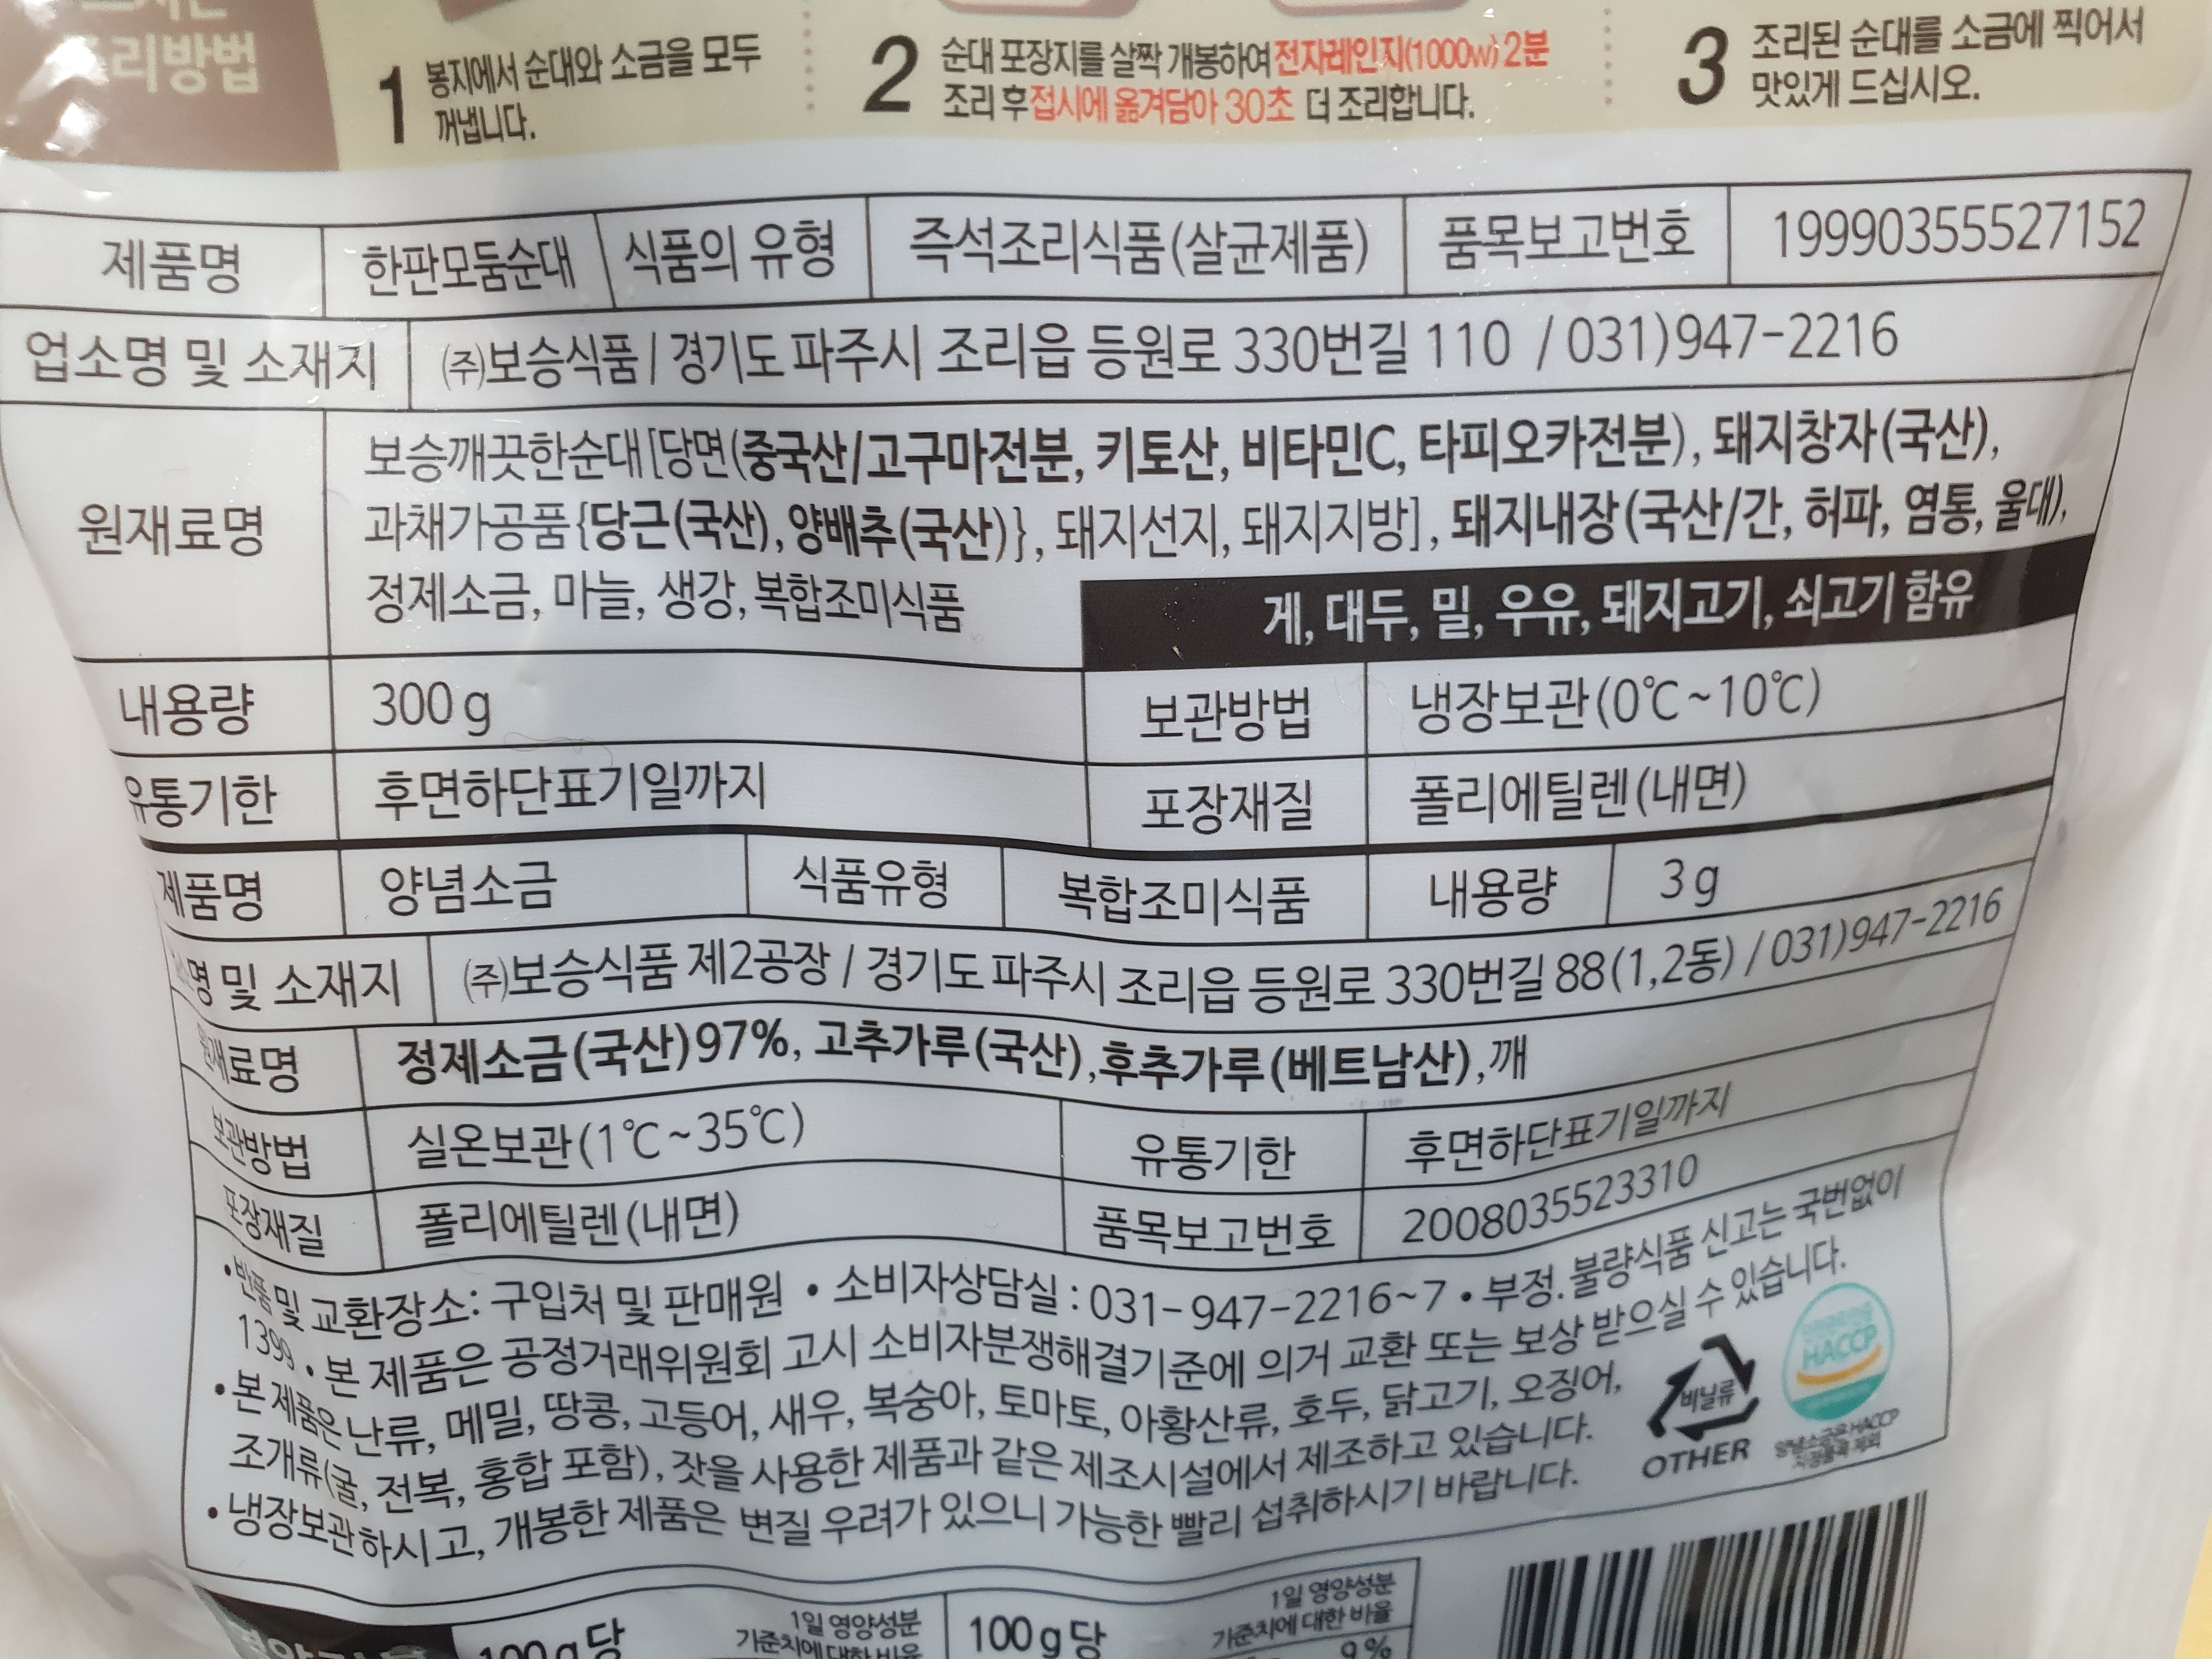 리방법
1 봉지에서 순대와 소금을 모두
꺼냅니다.
2 순대 포장지를 살짝 개봉하여 전자레인지(1000w) 2분
조리 후 접시에 옮겨담아 30초 더 조리합니다.
3 조리된 순대를 소금에 찍어서
맛있게 드십시오.
제품명 한판모둠순대 식품의 유형 즉석조리식품(살균제품) 품목보고번호 19990355527152
업소명 및 소재지 ㈜보승식품 / 경기도 파주시 조리읍 등원로 330번길 110 / 031)947-2216
원재료명
보승깨끗한순대[당면(중국산/고구마전분, 키토산, 비타민C, 타피오카전분), 돼지창자(국산),
과채가공품{당근(국산), 양배추(국산)}, 돼지선지, 돼지지방], 돼지내장(국산/간, 허파, 염통, 울대),
정제소금, 마늘, 생강, 복합조미식품
게, 대두, 밀, 우유, 돼지고기, 쇠고기 함유
내용량 300 g 보관방법 냉장보관(0℃~10℃)
유통기한 후면하단표기일까지 포장재질 폴리에틸렌(내면)
제품명 양념소금 식품유형 복합조미식품 내용량 3 g
명 및 소재지 ㈜보승식품 제2공장 / 경기도 파주시 조리읍 등원로 330번길 88(1,2동) / 031)947-2216
원재료명 정제소금(국산)97%, 고추가루(국산),후추가루(베트남산),깨
보관방법 실온보관(1℃~35℃) 유통기한 후면하단표기일까지
포장재질 폴리에틸렌(내면) 품목보고번호 2008035523310
• 반품 및 교환장소: 구입처 및 판매원 • 소비자상담실 : 031-947-2216~7 • 부정.불량식품 신고는 국번없이
1399 • 본 제품은 공정거래위원회 고시 소비자분쟁해결기준에 의거 교환 또는 보상 받으실 수 있습니다.
• 본 제품은 난류, 메밀, 땅콩, 고등어, 새우, 복숭아, 토마토, 아황산류, 호두, 닭고기, 오징어,
조개류(굴, 전복, 홍합 포함), 잣을 사용한 제품과 같은 제조시설에서 제조하고 있습니다.
• 냉장보관하시고, 개봉한 제품은 변질 우려가 있으니 가능한 빨리 섭취하시기 바랍니다.
비닐류
OTHER
HACCP
양념소금은 HACCP
100 g 당 1일 영양성분
기준치에 대한 비율
100 g 당 1일 영양성분
기준치에 대한 비율
9%